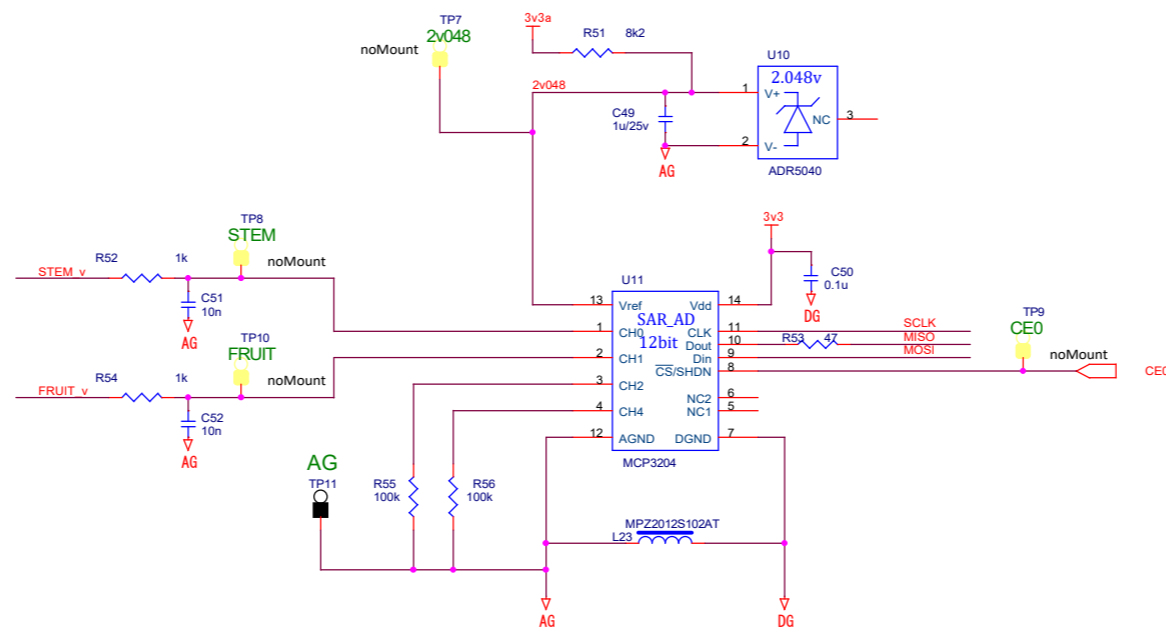 TP7
2v048
noMount
3v3a
R51 8k2
2v048
C49
1u/25v
AG
U10
2.048v
1 V+
NC 3
2 V-
ADR5040
TP8
STEM
noMount
R52 1k
STEM_v
C51
10n
AG
TP10
FRUIT
noMount
R54 1k
FRUIT_v
C52
10n
AG
3v3
C50
0.1u
DG
U11
SAR_AD
12bit
13 Vref
Vdd 14
1 CH0
CLK 11
Dout 10
2 CH1
Din 9
CS/SHDN 8
3 CH2
NC2 6
4 CH4
NC1 5
12 AGND
DGND 7
MCP3204
SCLK
R53 47
MISO
MOSI
TP9
CE0
noMount
CE0
AG
TP11
R55
100k
R56
100k
MPZ2012S102AT
L23
AG
DG